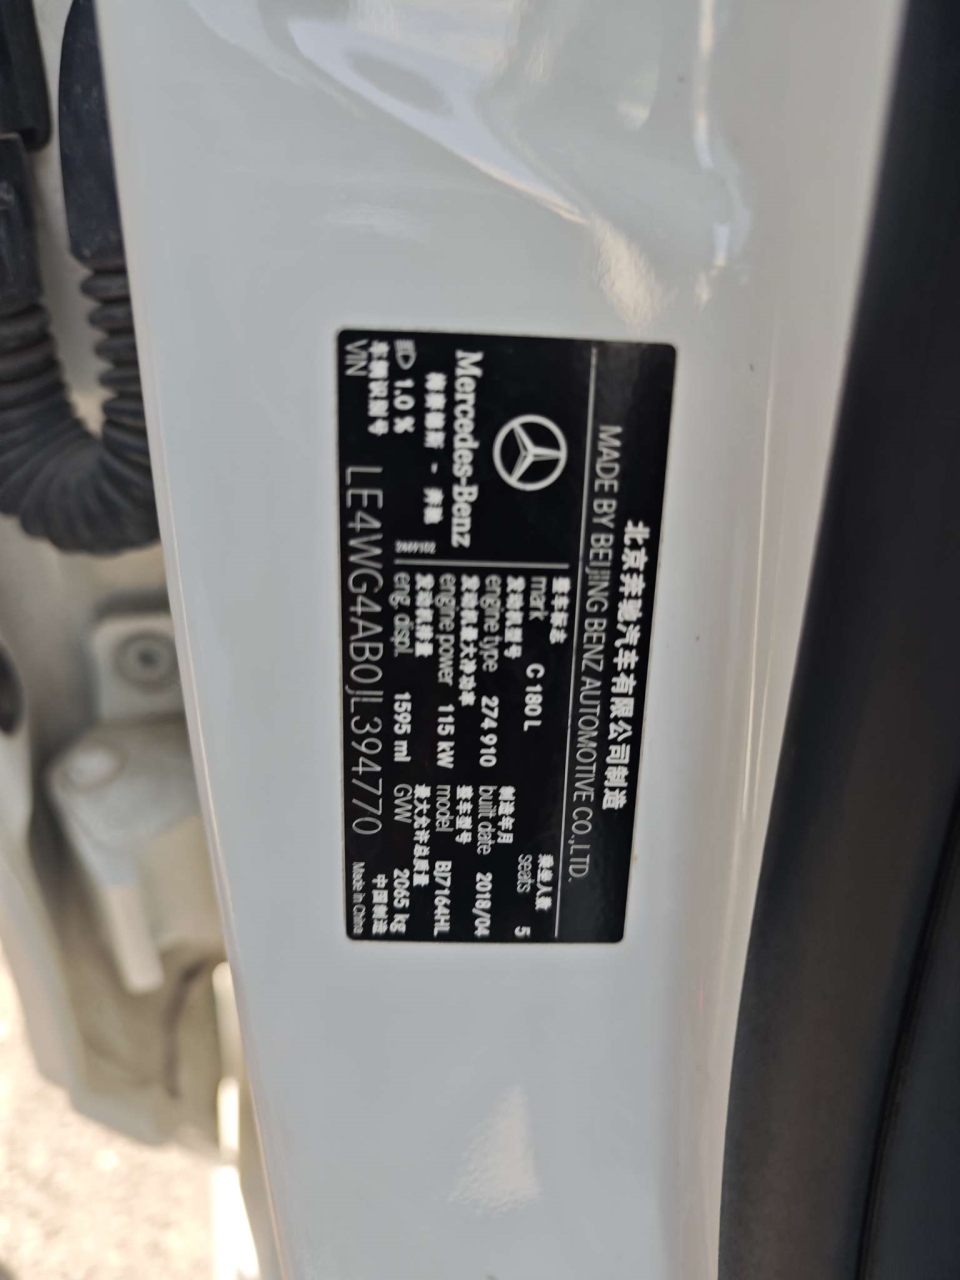 北京奔驰汽车有限公司制造
MADE BY BEIJING BENZ AUTOMOTIVE CO.,LTD.
Mercedes-Benz
梅赛德斯 - 奔驰
1.0 %
整车标志
mark C 180 L
乘坐人数
seats 5
发动机型号
engine type 274 910
制造年月
built date 2018/04
发动机最大净功率
engine power 115 kW
整车型号
model BJ7164HL
发动机排量
eng. displ. 1595 ml
最大允许总质量
GVW 2065 kg
车辆识别号
VIN LE4WG4AB0JL394770
中国制造
Made in China